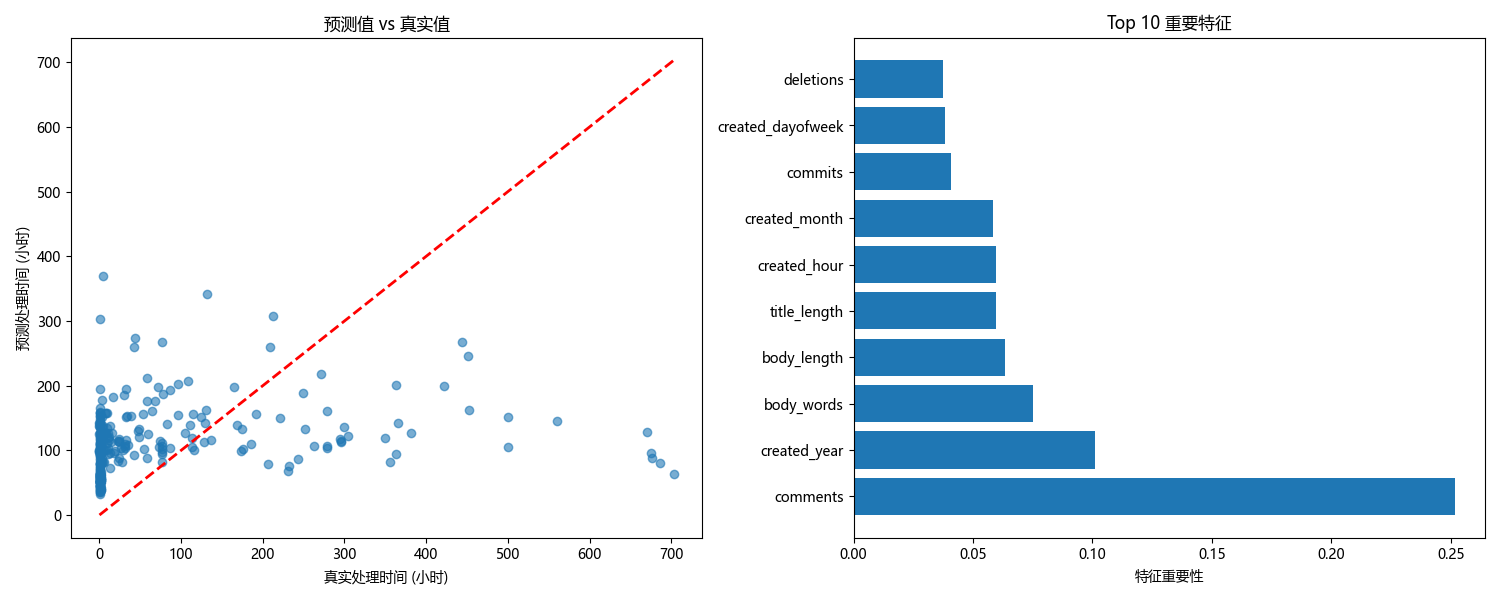 预测值 vs 真实值
预测处理时间 (小时)
700
600
500
400
300
200
100
0
0 100 200 300 400 500 600 700
真实处理时间 (小时)
Top 10 重要特征
deletions
created_dayofweek
commits
created_month
created_hour
title_length
body_length
body_words
created_year
comments
0.00 0.05 0.10 0.15 0.20 0.25
特征重要性